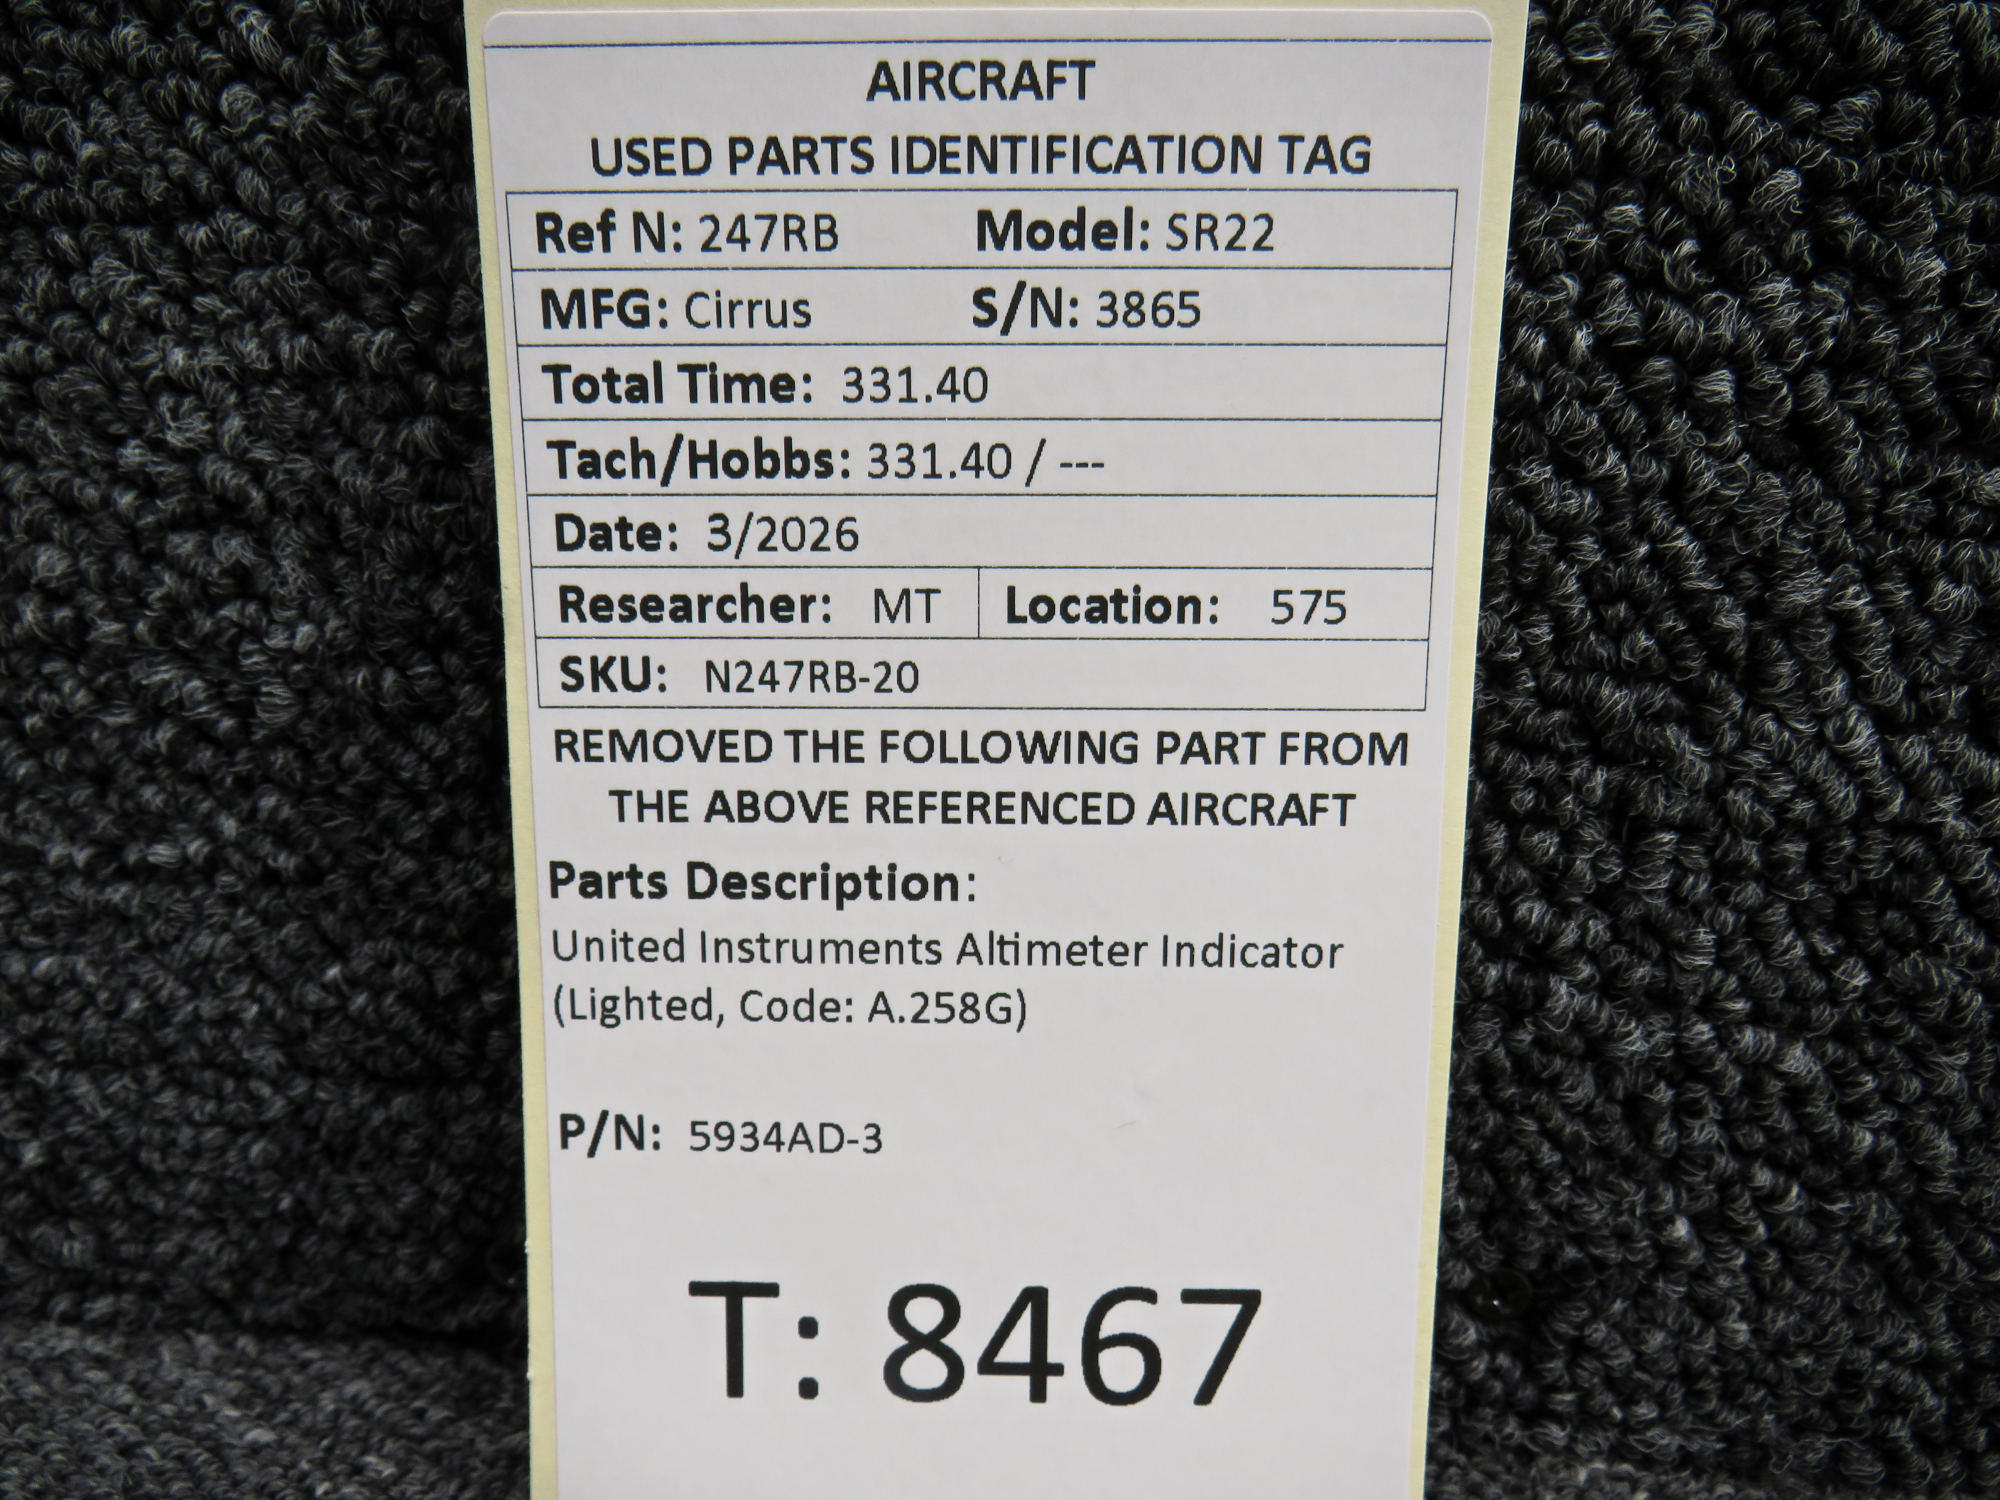 AIRCRAFT
USED PARTS IDENTIFICATION TAG
Ref N: 247RB Model: SR22
MFG: Cirrus S/N: 3865
Total Time: 331.40
Tach/Hobbs: 331.40 / ---
Date: 3/2026
Researcher: MT Location: 575
SKU: N247RB-20
REMOVED THE FOLLOWING PART FROM
THE ABOVE REFERENCED AIRCRAFT
Parts Description:
United Instruments Altimeter Indicator
(Lighted, Code: A.258G)
P/N: 5934AD-3
T: 8467